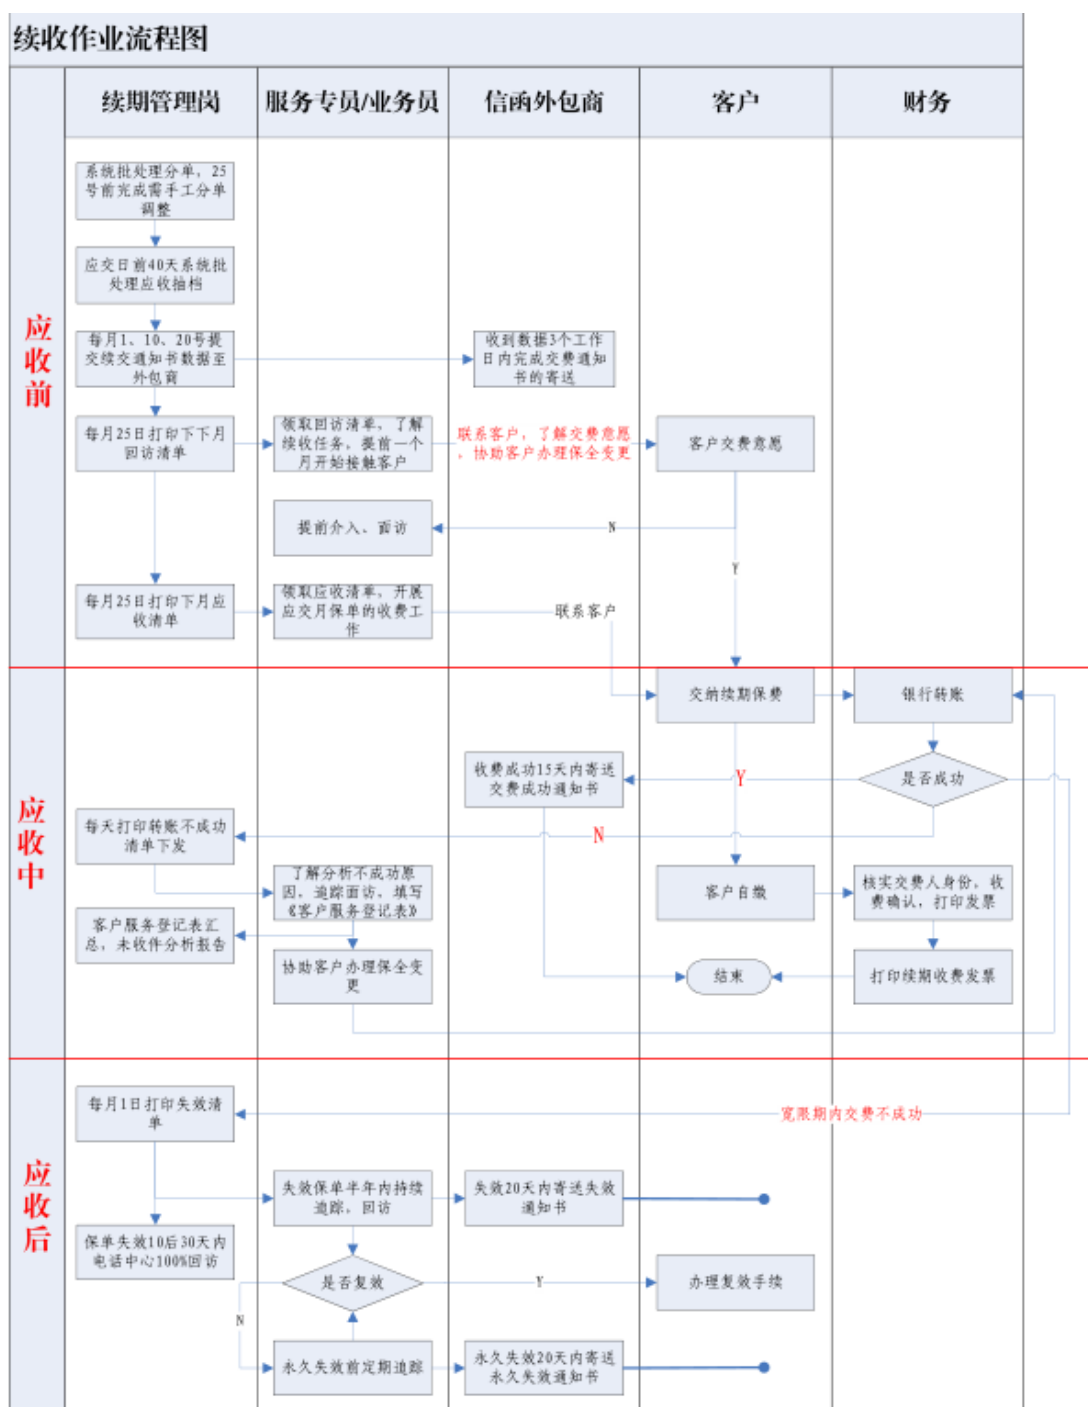 续收作业流程图
续期管理岗
服务专员/业务员
信函外包商
客户
财务
应收前
系统批处理分单，25
号前完成需手工分单
调整
应交日前40天系统批
处理应收抽档
每月1、10、20号提
交续交通知书数据至
外包商
收到数据3个工作
日内完成交费通知
书的寄送
每月25日打印下下月
回访清单
领取回访清单，了解
续收任务，提前一个
月开始接触客户
联系客户，了解交费意愿
，协助客户办理保全变更
客户交费意愿
提前介入、面访
N
Y
每月25日打印下月应
收清单
领取应收清单，开展
应交月保单的收费工
作
联系客户
应收中
交纳续期保费
银行转账
收费成功15天内寄送
交费成功通知书
Y
是否成功
每天打印转账不成功
清单下发
N
了解分析不成功原
因，追踪面访，填写
《客户服务登记表》
客户自缴
核实交费人身份，收
费确认，打印发票
客户服务登记表汇
总，未收件分析报告
协助客户办理保全变
更
结束
打印续期收费发票
应收后
每月1日打印失效清
单
宽限期内交费不成功
失效保单半年内持续
追踪，回访
失效20天内寄送失效
通知书
保单失效10后30天内
电话中心100%回访
是否复效
Y
办理复效手续
N
永久失效前定期追踪
永久失效20天内寄送
永久失效通知书